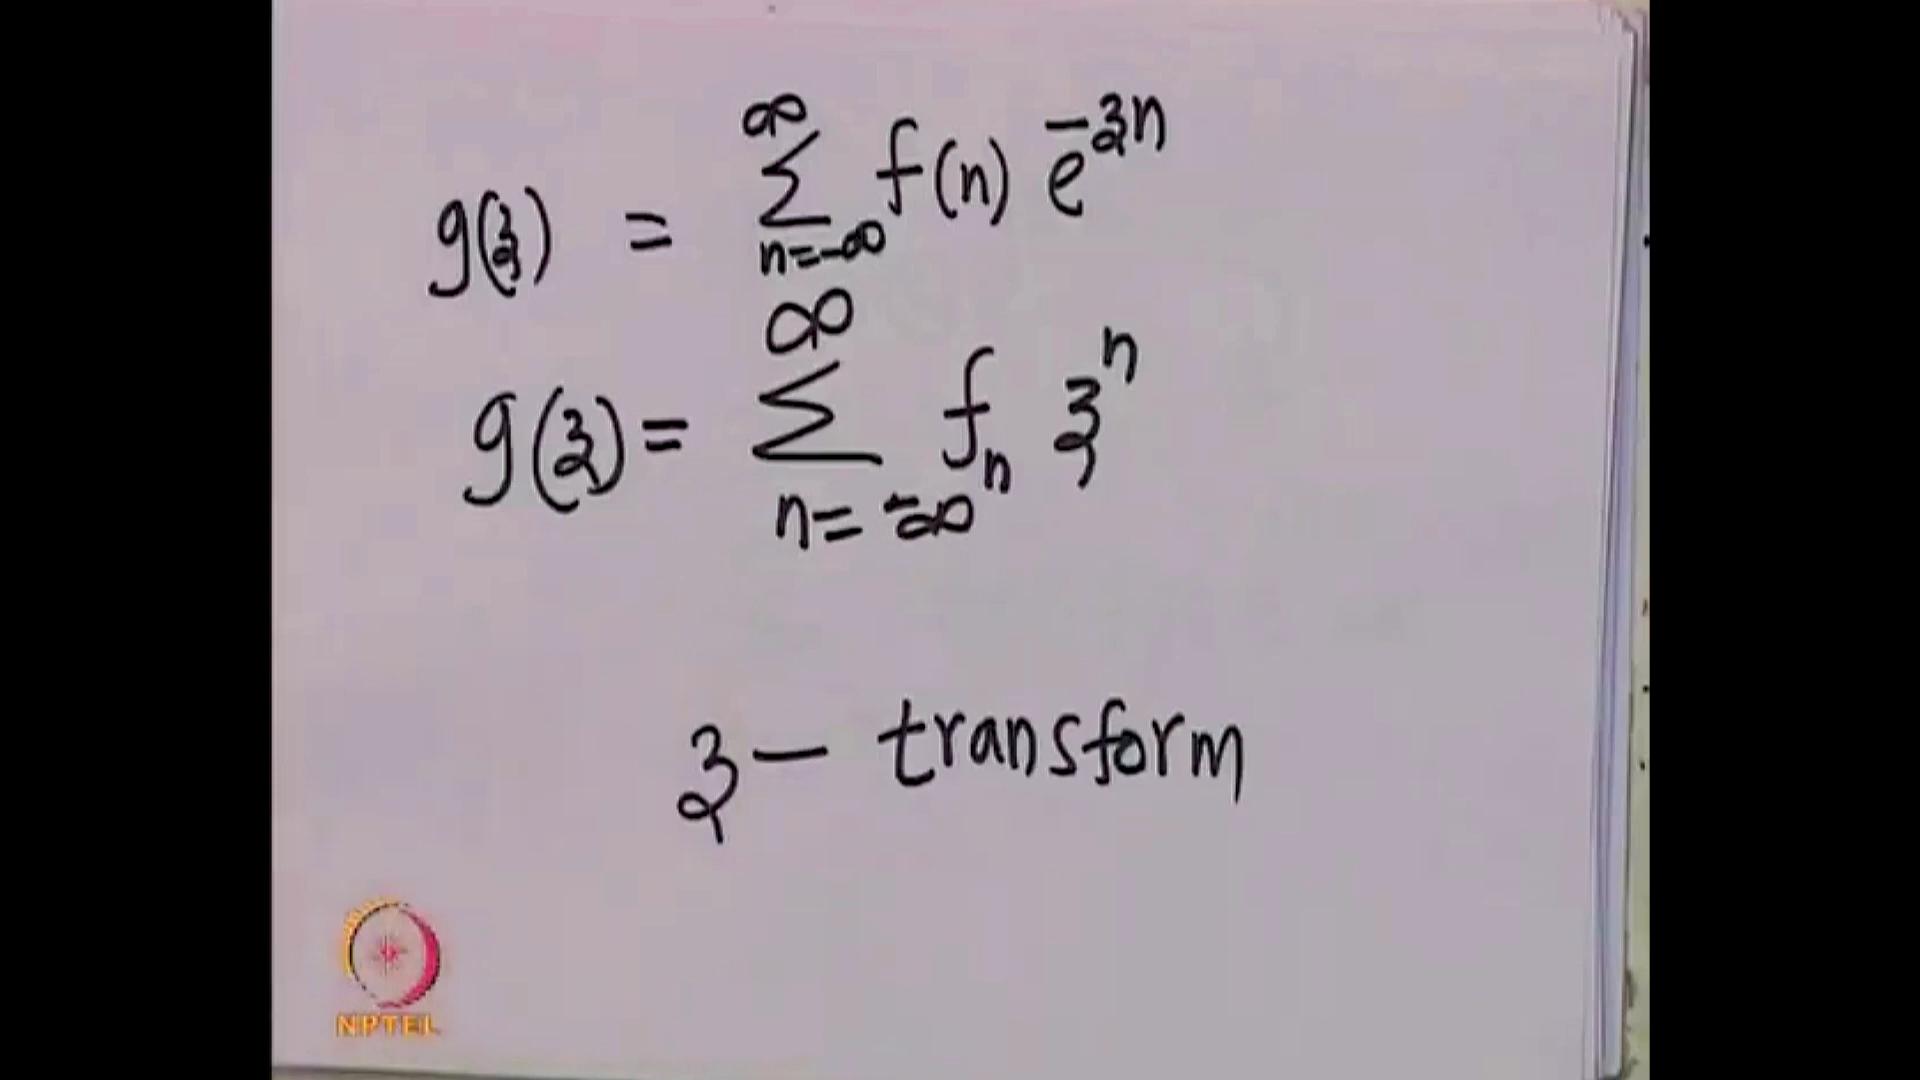 g(z) = ∑_{n=-∞}^{∞} f(n) e^{-zn}
g(z) = ∑_{n=-∞}^{∞} f_n z^n
z - transform
NPTEL